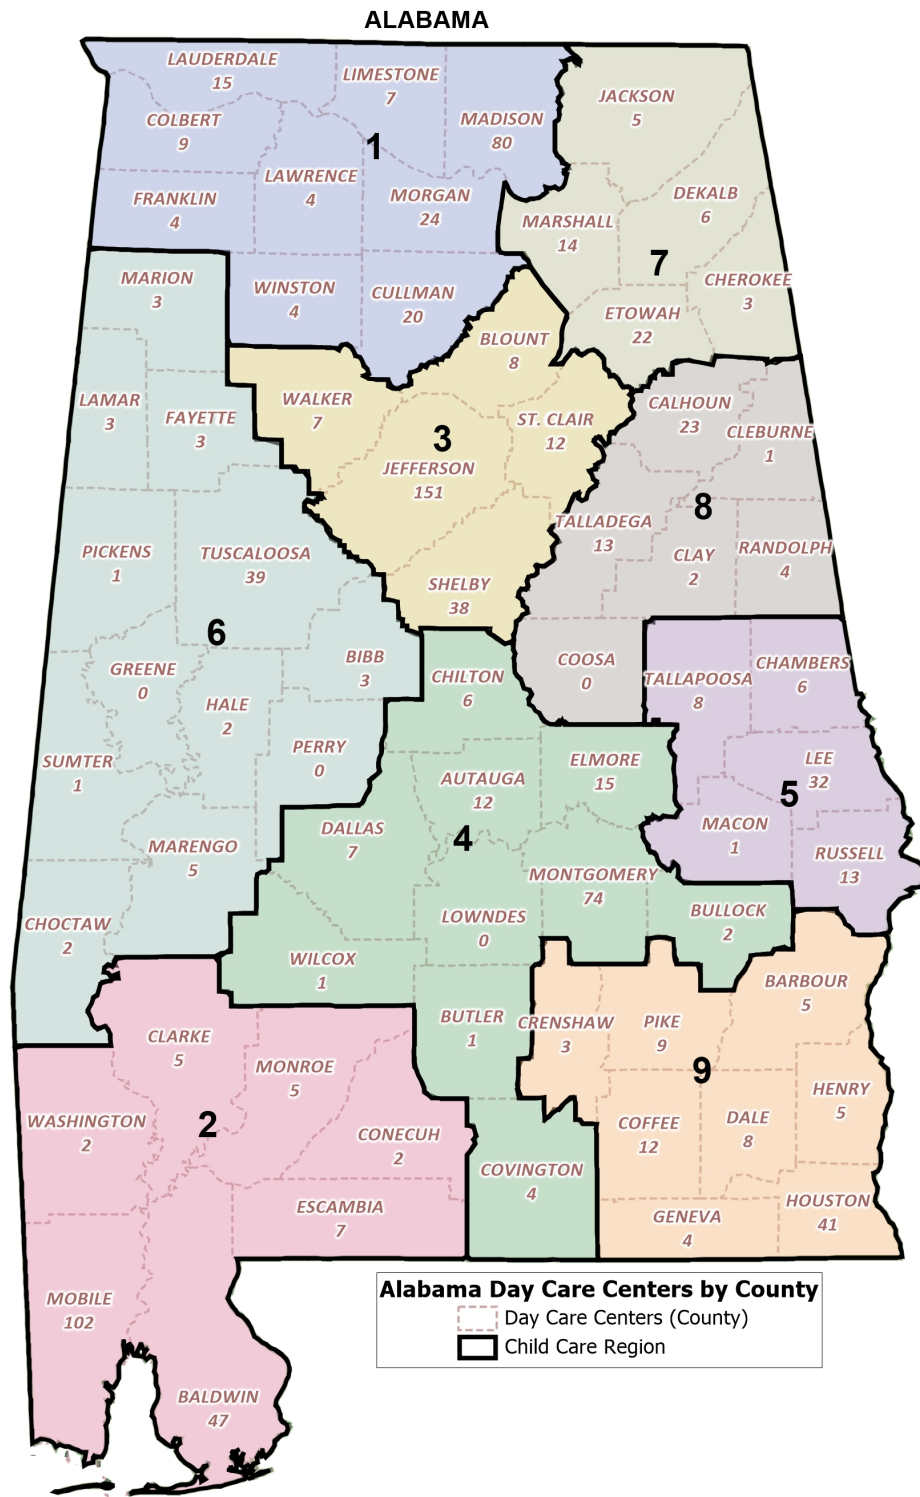 ALABAMA
LAUDERDALE
15
LIMESTONE
7
MADISON
80
COLBERT
9
1
LAWRENCE
4
FRANKLIN
4
MORGAN
24
WINSTON
4
CULLMAN
20
JACKSON
5
DEKALB
6
MARSHALL
14
7
CHEROKEE
3
ETOWAH
22
MARION
3
LAMAR
3
FAYETTE
3
PICKENS
1
TUSCALOOSA
39
6
GREENE
0
HALE
2
BIBB
3
PERRY
0
SUMTER
1
MARENGO
5
CHOCTAW
2
BLOUNT
8
WALKER
7
ST. CLAIR
12
3
JEFFERSON
151
SHELBY
38
CALHOUN
23
CLEBURNE
1
8
TALLADEGA
13
CLAY
2
RANDOLPH
4
COOSA
0
CHILTON
6
AUTAUGA
12
ELMORE
15
DALLAS
7
4
MONTGOMERY
74
LOWNDES
0
BULLOCK
2
WILCOX
1
BUTLER
1
COVINGTON
4
TALLAPOOSA
8
CHAMBERS
6
LEE
32
5
MACON
1
RUSSELL
13
CLARKE
5
MONROE
5
2
WASHINGTON
2
CONECUH
2
ESCAMBIA
7
MOBILE
102
BALDWIN
47
BARBOUR
5
CRENSHAW
3
PIKE
9
9
HENRY
5
COFFEE
12
DALE
8
GENEVA
4
HOUSTON
41
Alabama Day Care Centers by County
Day Care Centers (County)
Child Care Region